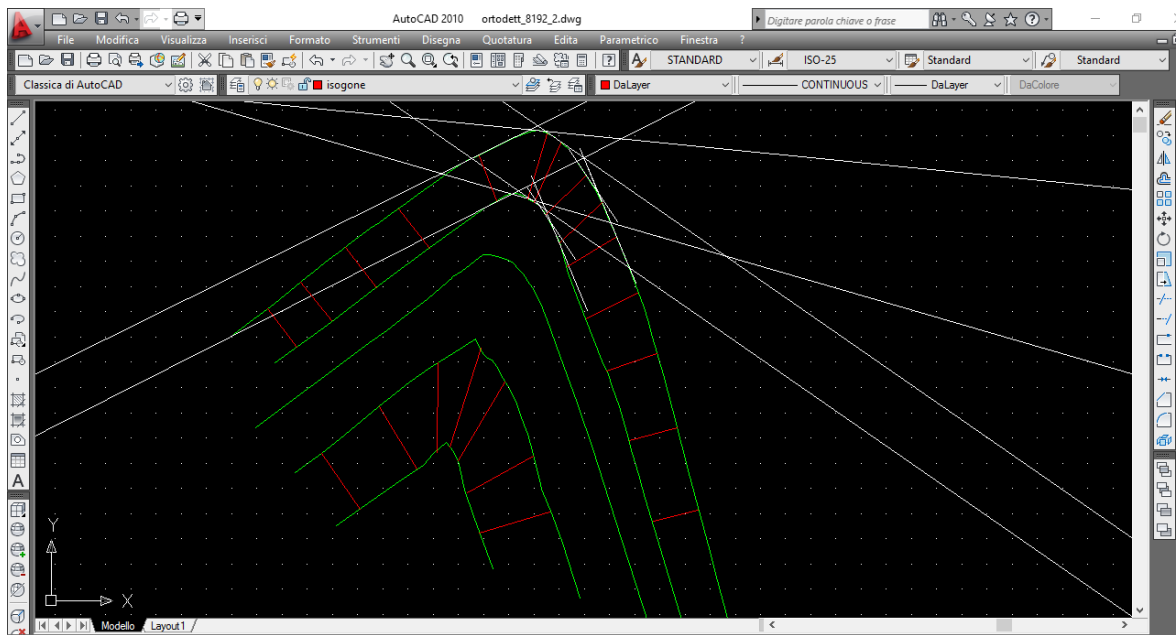 AutoCAD 2010 ortodett_8192_2.dwg
Digitare parola chiave o frase
File Modifica Visualizza Inserisci Formato Strumenti Disegna Quotatura Edita Parametrico Finestra ?
STANDARD ISO-25 Standard Standard
Classica di AutoCAD isogone DaLayer CONTINUOUS DaLayer DaColore
A
Y
X
Modello Layout1